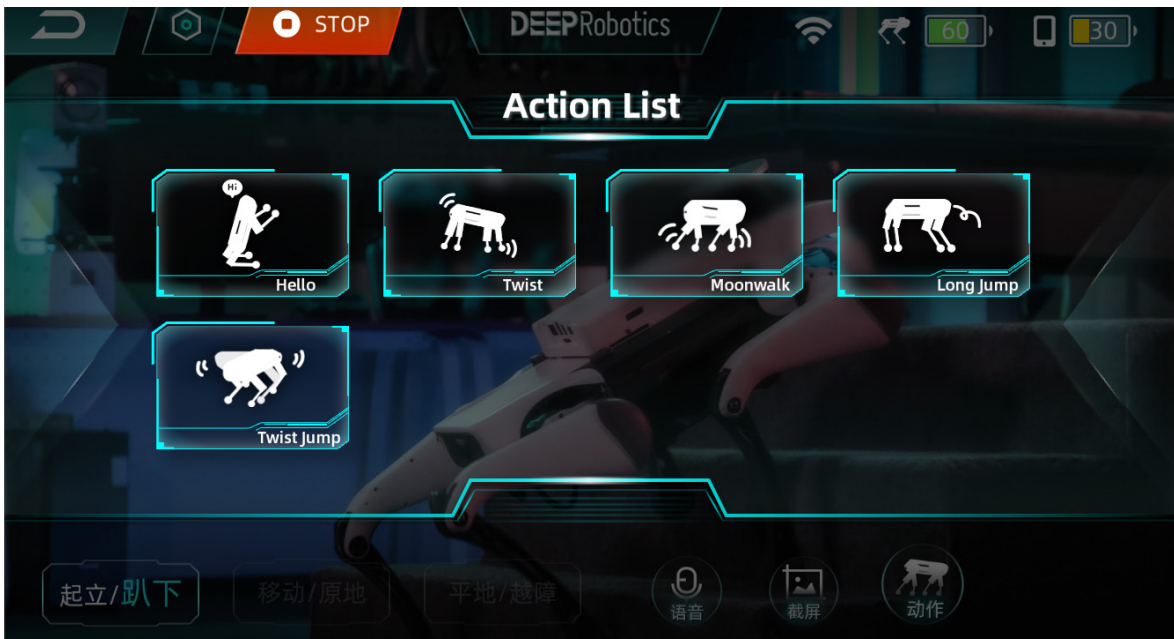 STOP
DEEPRobotics
60
30
Action List
Hi
Hello
Twist
Moonwalk
Long Jump
Twist Jump
起立/趴下
移动/原地
平地/越障
语音
截屏
动作